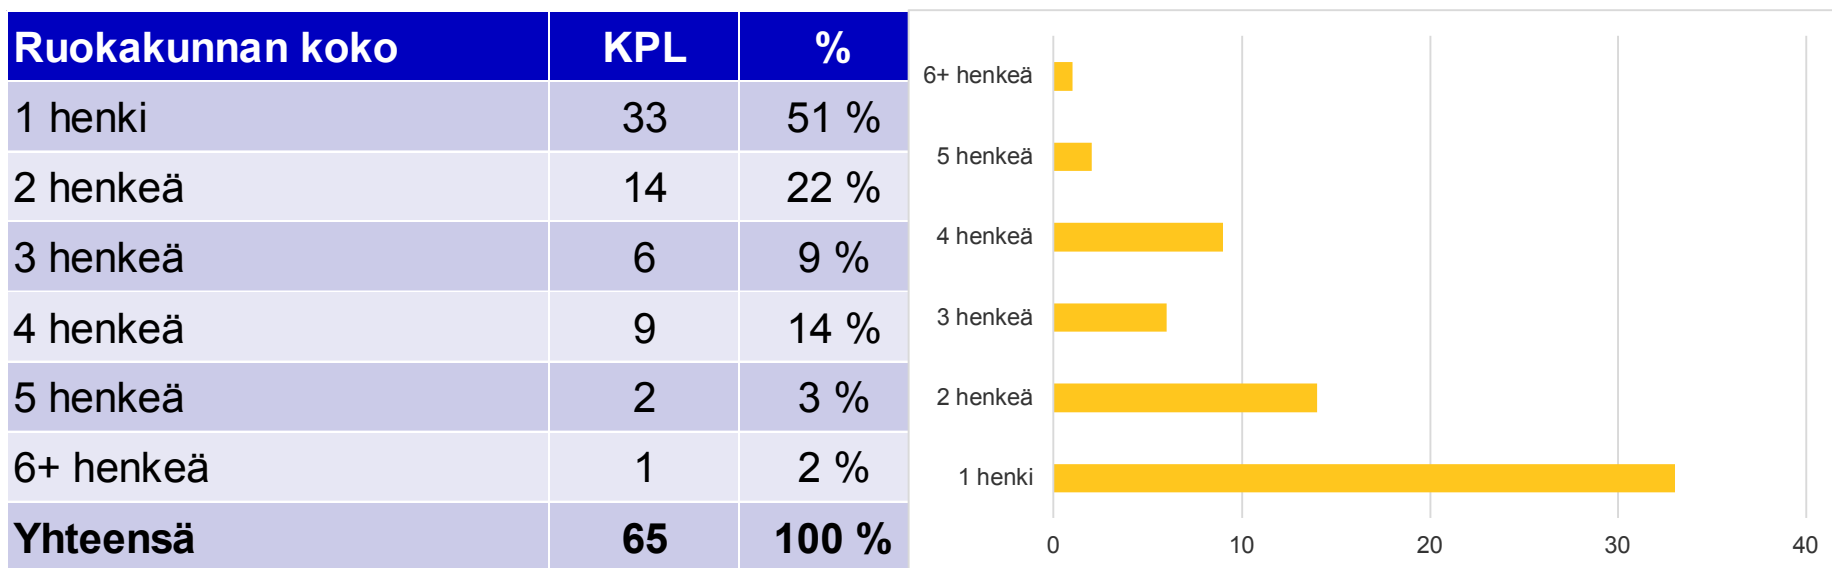 Ruokakunnan koko KPL %
1 henki 33 51 %
2 henkeä 14 22 %
3 henkeä 6 9 %
4 henkeä 9 14 %
5 henkeä 2 3 %
6+ henkeä 1 2 %
Yhteensä 65 100 %
6+ henkeä
5 henkeä
4 henkeä
3 henkeä
2 henkeä
1 henki
0 10 20 30 40